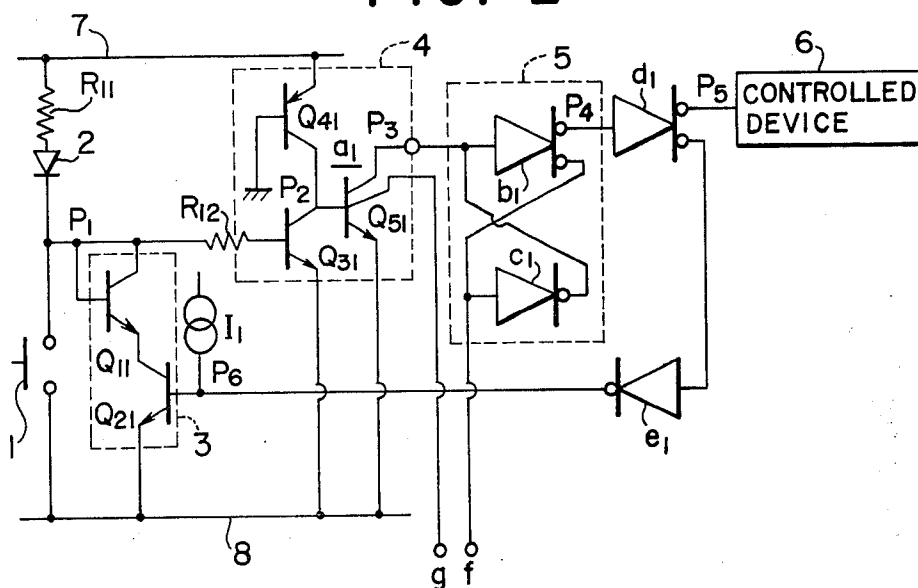 FIG. 2
7
4
5
6
R11
Q41
P3
a1
P4
d1
P5
CONTROLLED
DEVICE
2
b1
P1
R12
P2
Q51
Q31
c1
I1
Q11
P6
Q21
e1
1
3
8
g
f